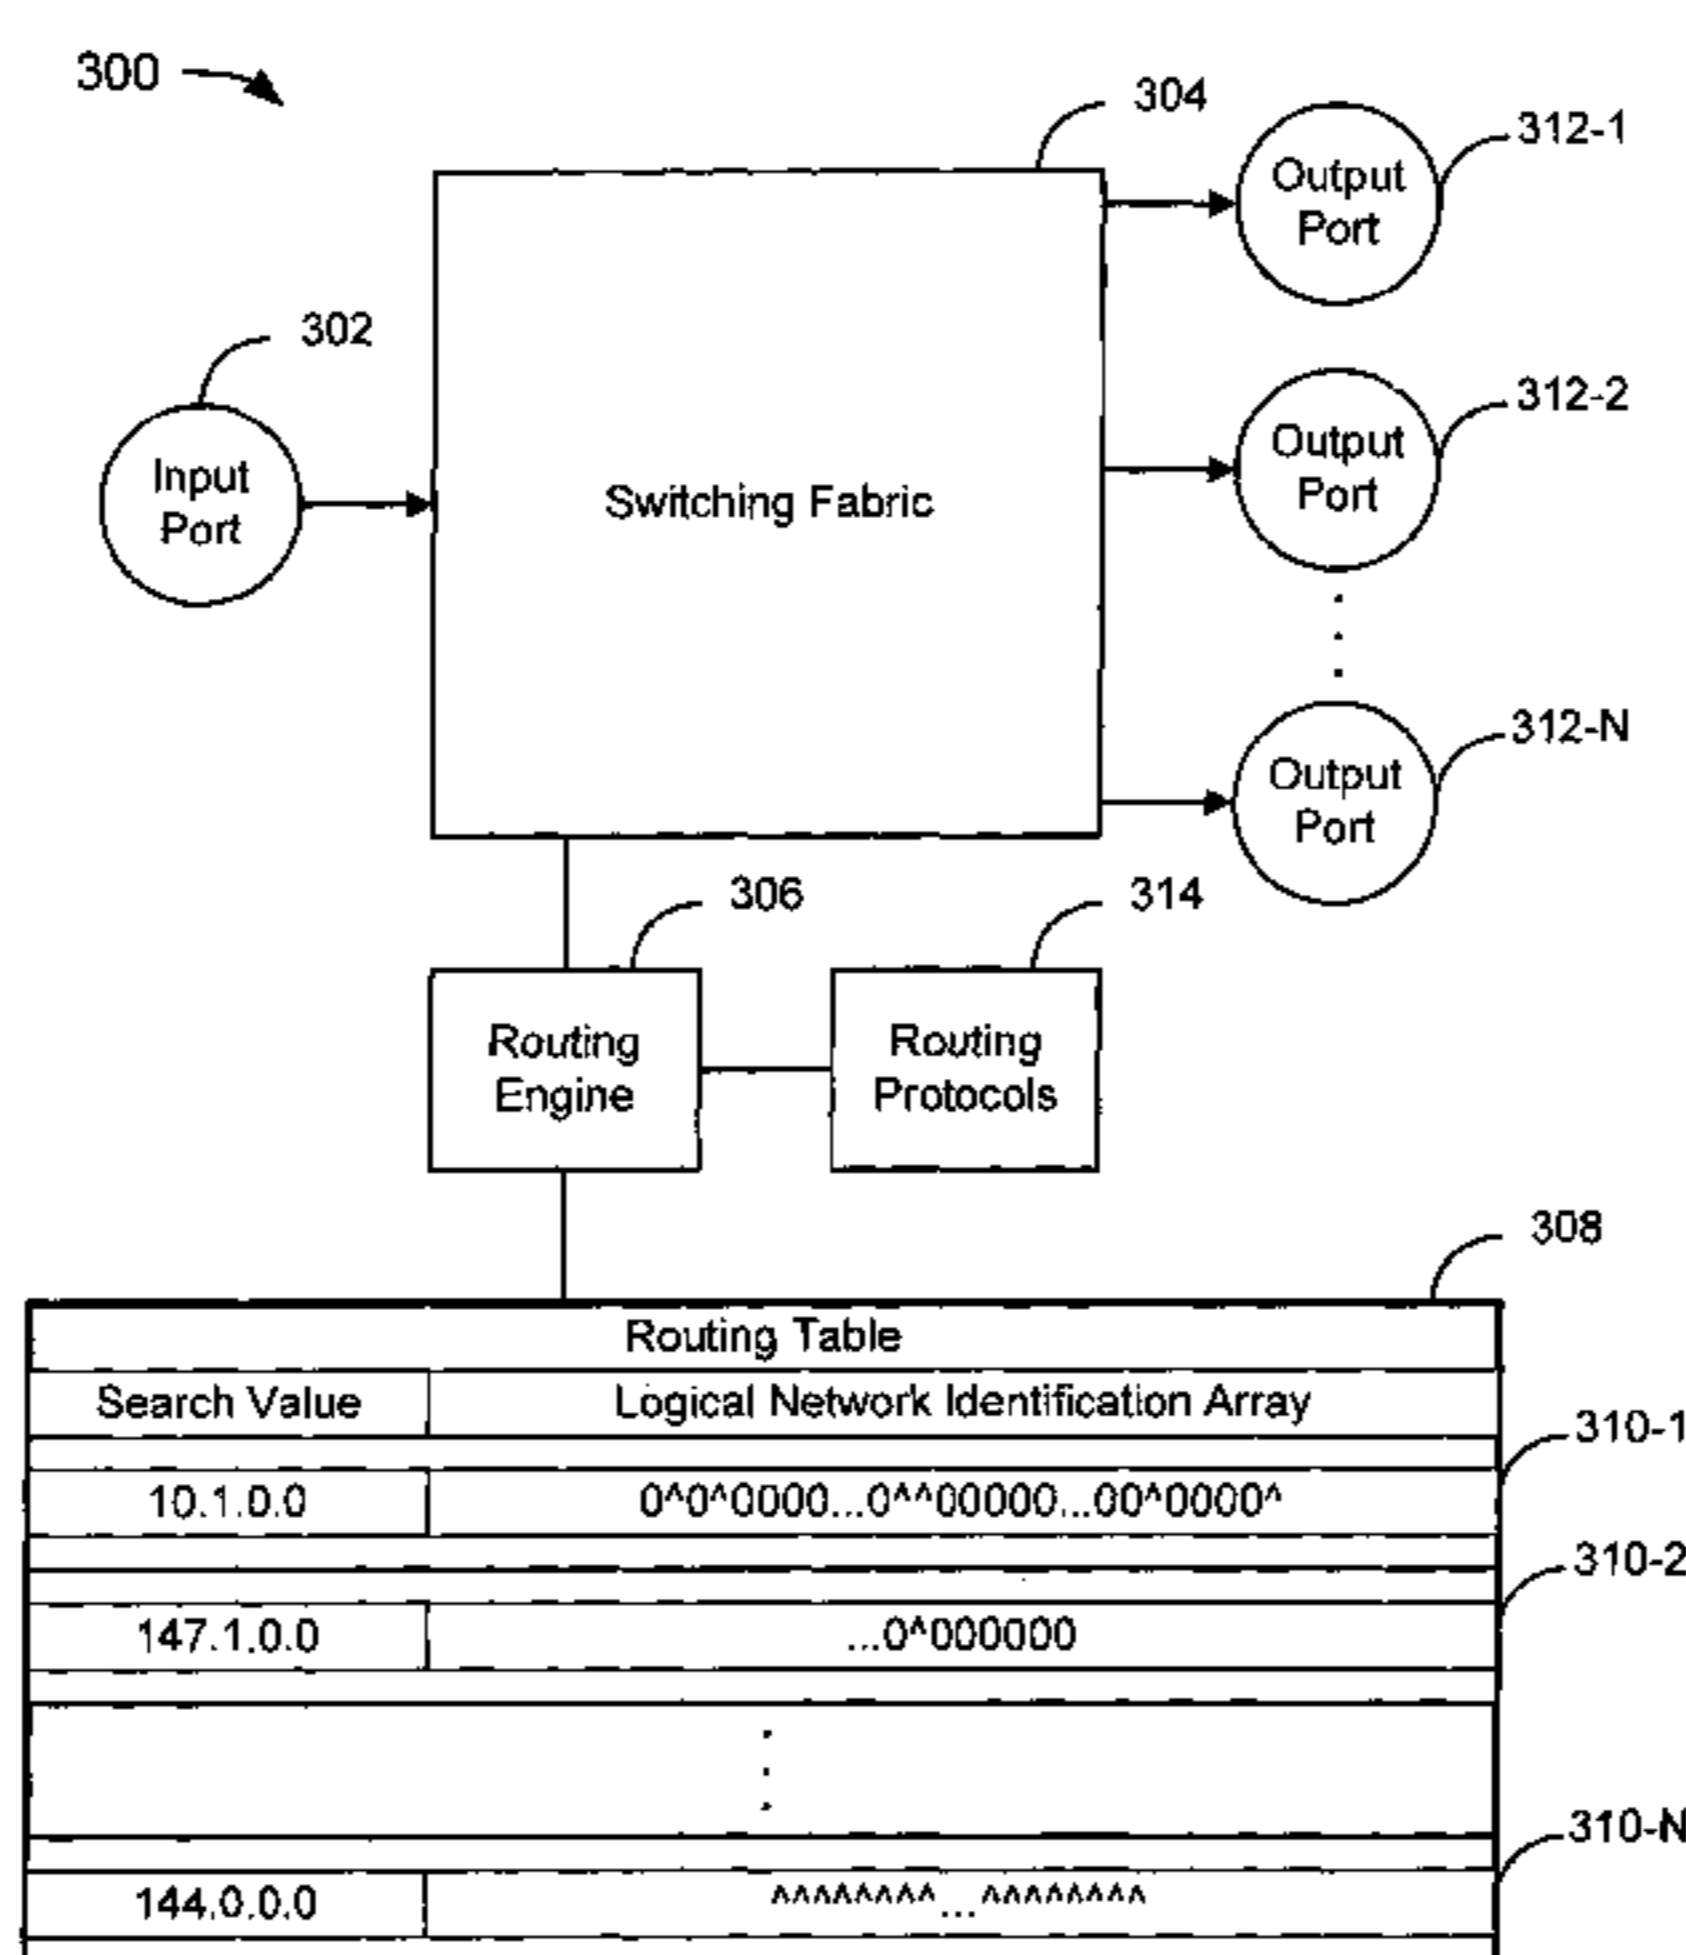 300
304
312-1
Output
Port
302
312-2
Input
Port
Output
Port
Switching Fabric
312-N
Output
Port
306
314
Routing
Engine
Routing
Protocols
308
Routing Table
Search Value
Logical Network Identification Array
310-1
10.1.0.0
0^0^0000...0^^00000...00^0000^
310-2
147.1.0.0
...0^000000
310-N
144.0.0.0
^^^^^^^^...^^^^^^^^